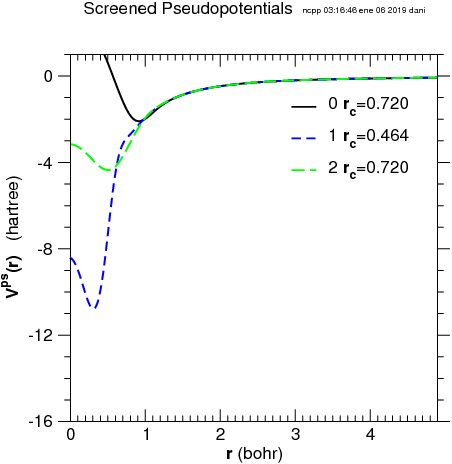 Screened Pseudopotentials ncpp 03:16:46 ene 06 2019 dani
0
-4
-8
-12
-16
V^ps(r) (hartree)
0 r_c=0.720
1 r_c=0.464
2 r_c=0.720
0 1 2 3 4
r (bohr)